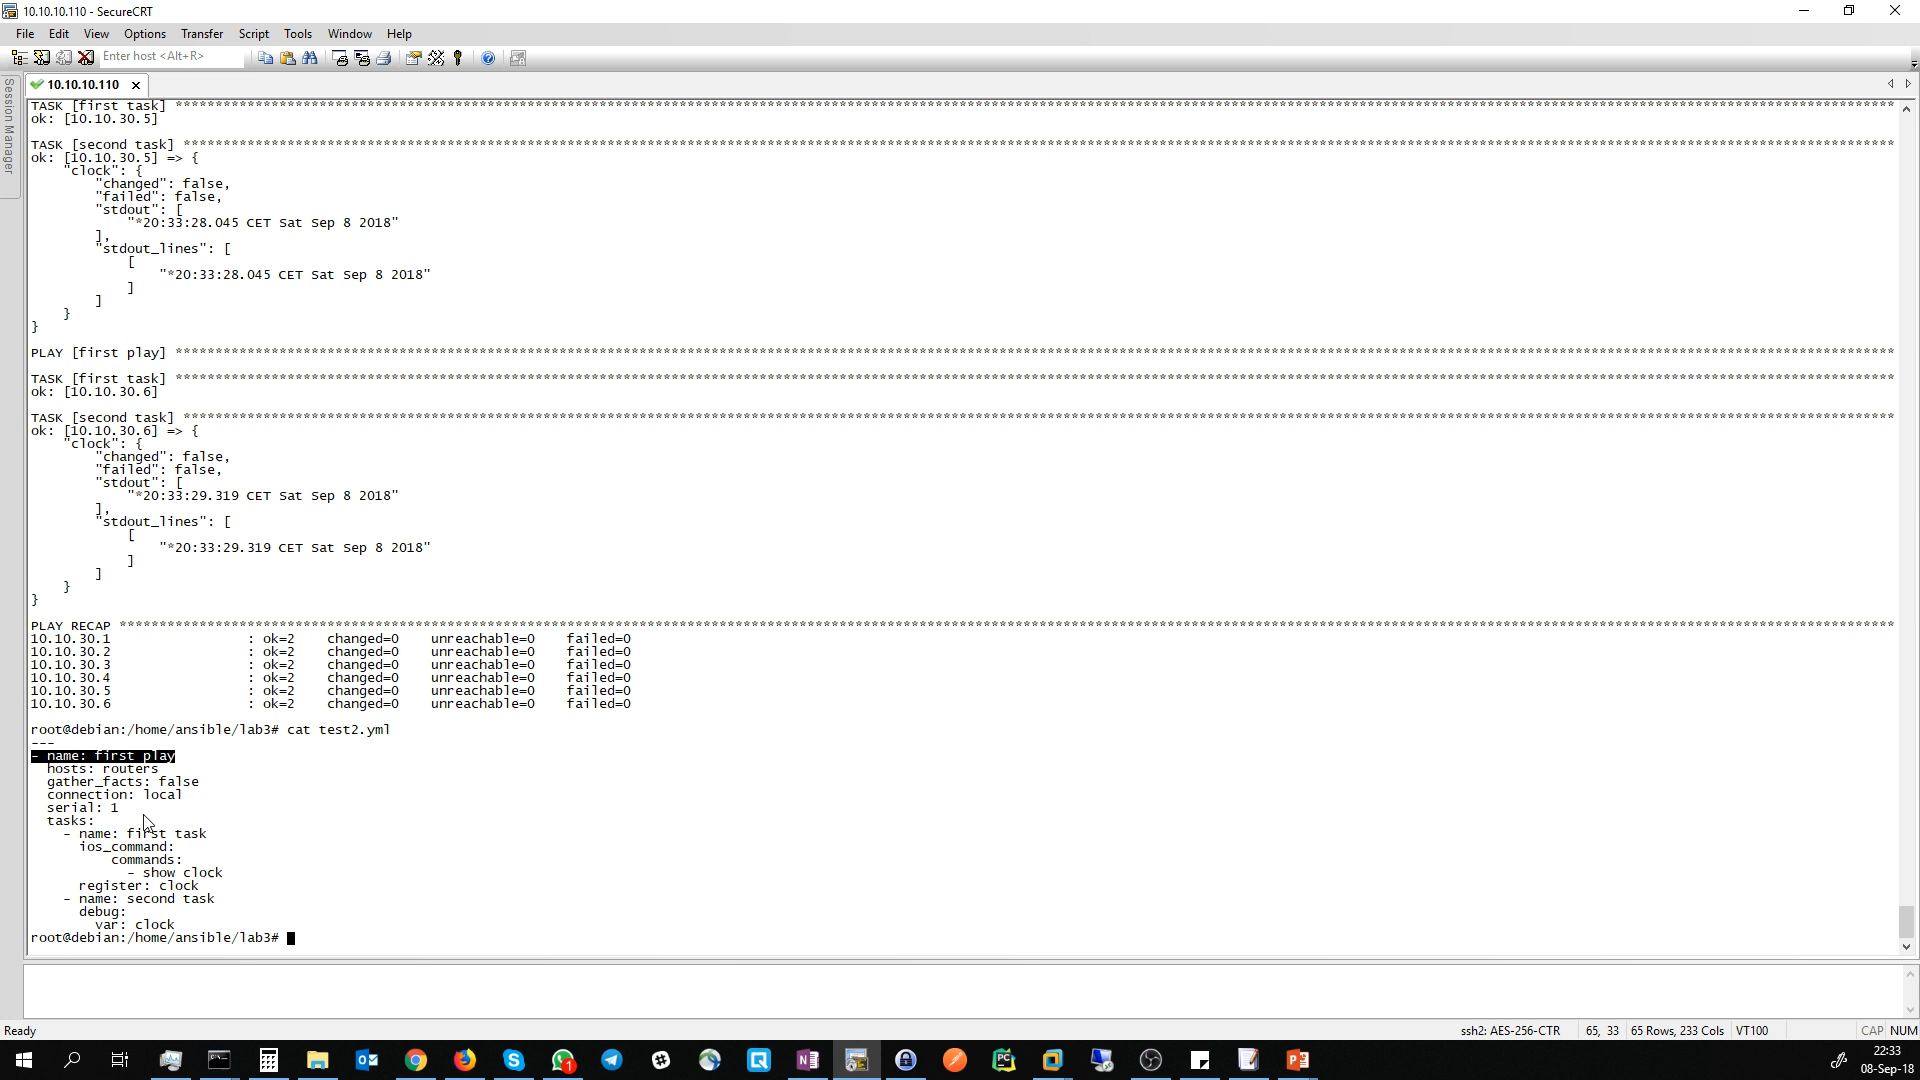 10.10.10.110 - SecureCRT
File Edit View Options Transfer Script Tools Window Help
Enter host <Alt+R>
10.10.10.110
Session Manager
TASK [first task] ****************************************************************************************************
ok: [10.10.30.5]
TASK [second task] ****************************************************************************************************
ok: [10.10.30.5] => {
"clock": {
"changed": false,
"failed": false,
"stdout": [
"*20:33:28.045 CET Sat Sep 8 2018"
],
"stdout_lines": [
[
"*20:33:28.045 CET Sat Sep 8 2018"
]
]
}
}
PLAY [first play] ****************************************************************************************************
TASK [first task] ****************************************************************************************************
ok: [10.10.30.6]
TASK [second task] ****************************************************************************************************
ok: [10.10.30.6] => {
"clock": {
"changed": false,
"failed": false,
"stdout": [
"*20:33:29.319 CET Sat Sep 8 2018"
],
"stdout_lines": [
[
"*20:33:29.319 CET Sat Sep 8 2018"
]
]
}
}
PLAY RECAP ****************************************************************************************************
10.10.30.1 : ok=2 changed=0 unreachable=0 failed=0
10.10.30.2 : ok=2 changed=0 unreachable=0 failed=0
10.10.30.3 : ok=2 changed=0 unreachable=0 failed=0
10.10.30.4 : ok=2 changed=0 unreachable=0 failed=0
10.10.30.5 : ok=2 changed=0 unreachable=0 failed=0
10.10.30.6 : ok=2 changed=0 unreachable=0 failed=0
root@debian:/home/ansible/lab3# cat test2.yml
---
- name: first play
hosts: routers
gather_facts: false
connection: local
serial: 1
tasks:
- name: first task
ios_command:
commands:
- show clock
register: clock
- name: second task
debug:
var: clock
root@debian:/home/ansible/lab3#
Ready ssh2: AES-256-CTR 65, 33 65 Rows, 233 Cols VT100 CAP NUM
22:33
08-Sep-18